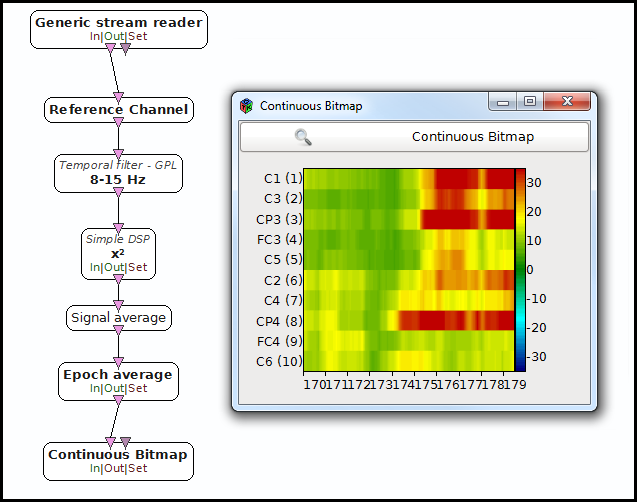 Generic stream reader
In|Out|Set
Reference Channel
Temporal filter - GPL
8-15 Hz
Simple DSP
x²
In|Out|Set
Signal average
Epoch average
In|Out|Set
Continuous Bitmap
In|Out|Set
Continuous Bitmap
Continuous Bitmap
C1 (1)
C3 (2)
CP3 (3)
FC3 (4)
C5 (5)
C2 (6)
C4 (7)
CP4 (8)
FC4 (9)
C6 (10)
170 171 172 173 174 175 176 177 178 179
30
20
10
0
-10
-20
-30